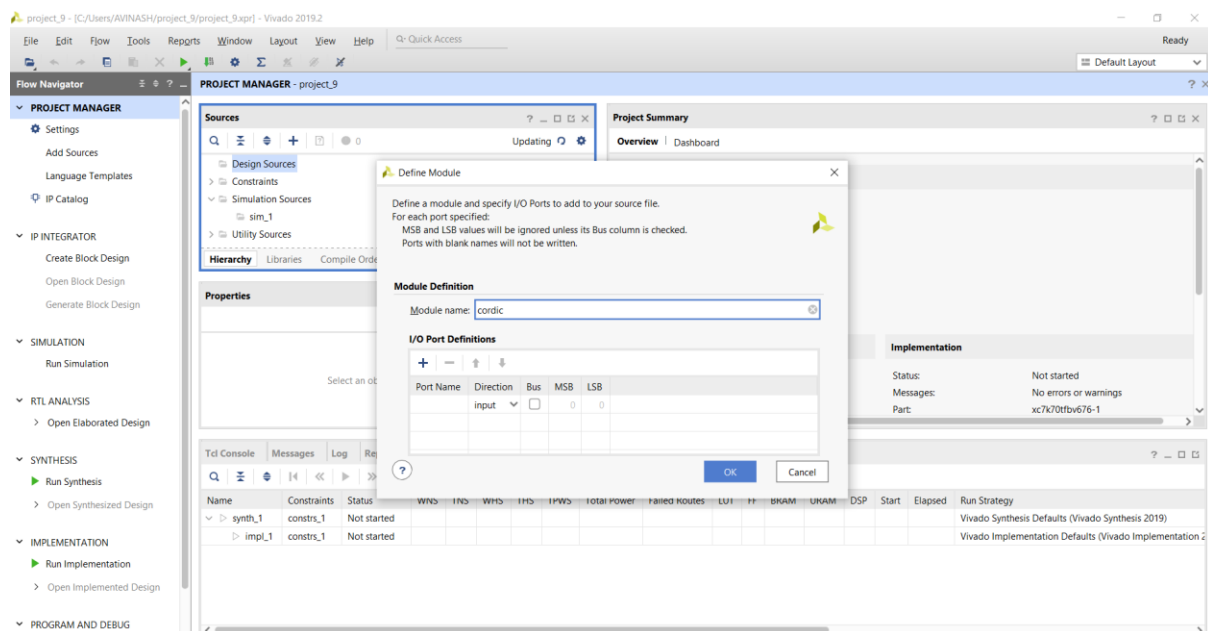 project_9 - [C:/Users/AVINASH/project_9/project_9.xpr] - Vivado 2019.2
File Edit Flow Tools Reports Window Layout View Help Quick Access
Ready
Default Layout
Flow Navigator
PROJECT MANAGER
Settings
Add Sources
Language Templates
IP Catalog
IP INTEGRATOR
Create Block Design
Open Block Design
Generate Block Design
SIMULATION
Run Simulation
RTL ANALYSIS
Open Elaborated Design
SYNTHESIS
Run Synthesis
Open Synthesized Design
IMPLEMENTATION
Run Implementation
Open Implemented Design
PROGRAM AND DEBUG
PROJECT MANAGER - project_9
Sources
0 Updating
Design Sources
Constraints
Simulation Sources
sim_1
Utility Sources
Hierarchy Libraries Compile Orde
Properties
Select an ob
Project Summary
Overview Dashboard
Implementation
Status: Not started
Messages: No errors or warnings
Part: xc7k70tfbv676-1
Define Module
Define a module and specify I/O Ports to add to your source file.
For each port specified:
MSB and LSB values will be ignored unless its Bus column is checked.
Ports with blank names will not be written.
Module Definition
Module name: cordic
I/O Port Definitions
Port Name Direction Bus MSB LSB
input 0 0
OK Cancel
Tcl Console Messages Log Re
Name Constraints Status WNS TNS WHS THS TPWS Total Power Failed Routes LUT FF BRAM URAM DSP Start Elapsed Run Strategy
synth_1 constrs_1 Not started Vivado Synthesis Defaults (Vivado Synthesis 2019)
impl_1 constrs_1 Not started Vivado Implementation Defaults (Vivado Implementation 2